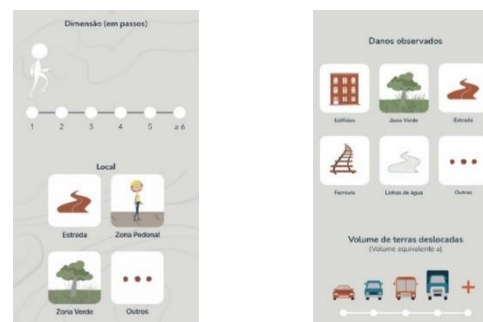 Dimensão (em passos)
1 2 3 4 5 ≥ 6
Local
Estrada Zona Pedonal
Zona Verde Outros
Danos observados
Edifícios Zona Verde Estrada
Ferrovia Linhas de água Outros
Volume de terras deslocadas
(Volume equivalente a)